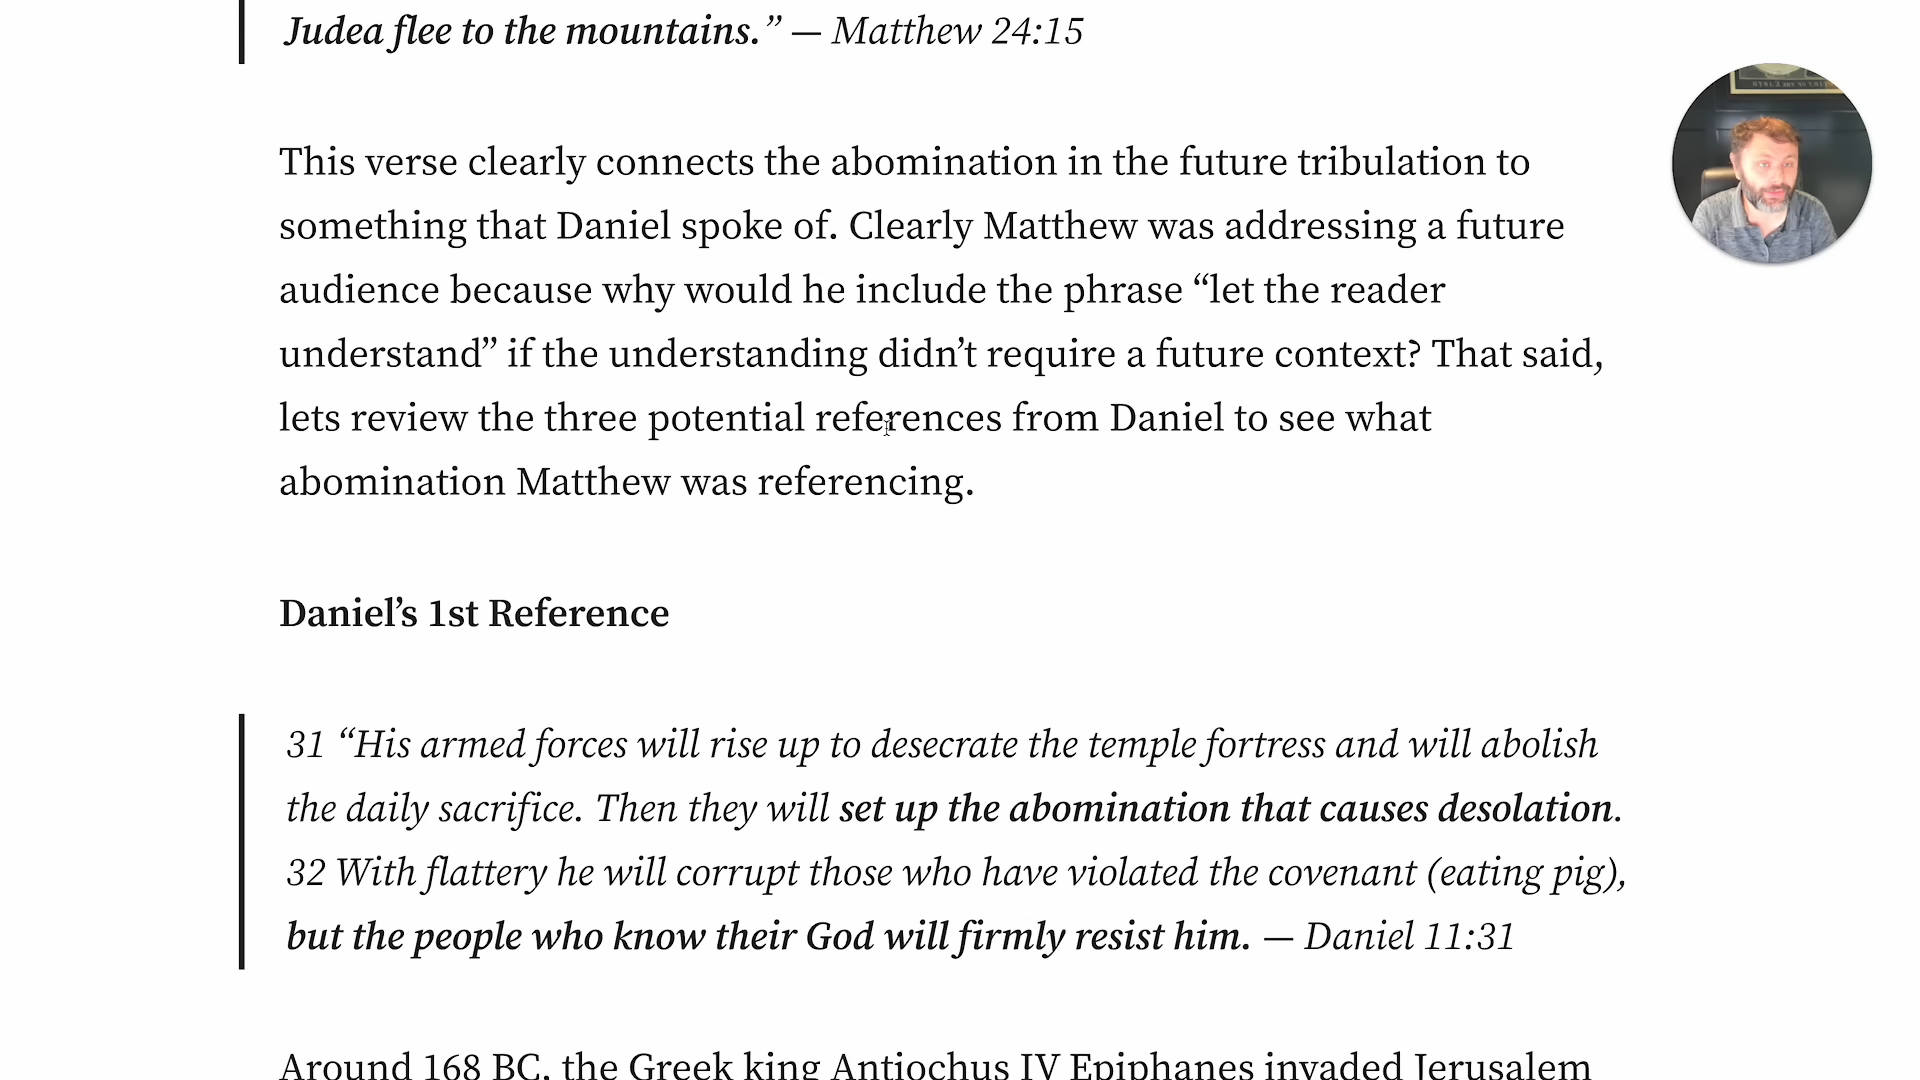 Judea flee to the mountains.” — Matthew 24:15
This verse clearly connects the abomination in the future tribulation to
something that Daniel spoke of. Clearly Matthew was addressing a future
audience because why would he include the phrase “let the reader
understand” if the understanding didn’t require a future context? That said,
lets review the three potential references from Daniel to see what
abomination Matthew was referencing.
Daniel’s 1st Reference
31 “His armed forces will rise up to desecrate the temple fortress and will abolish
the daily sacrifice. Then they will set up the abomination that causes desolation.
32 With flattery he will corrupt those who have violated the covenant (eating pig),
but the people who know their God will firmly resist him. — Daniel 11:31
Around 168 BC, the Greek king Antiochus IV Epiphanes invaded Jerusalem